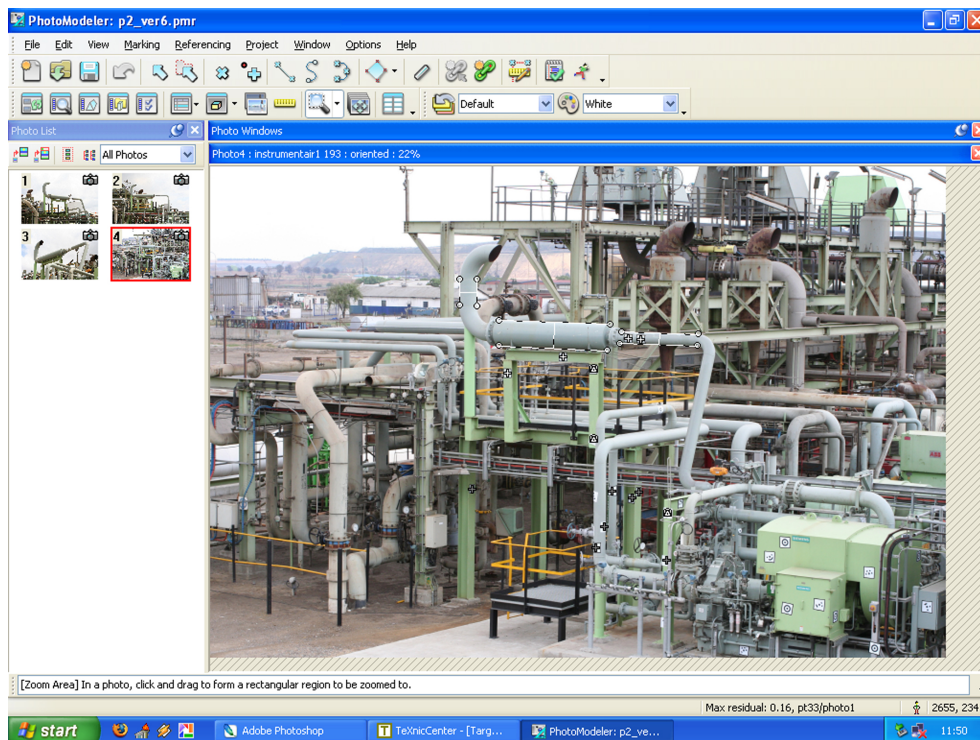 PhotoModeler: p2_ver6.pmr
File Edit View Marking Referencing Project Window Options Help
Default White
Photo List
Photo Windows
All Photos
Photo4 : instrumentair1 193 : oriented : 22%
1 2
3 4
[Zoom Area] In a photo, click and drag to form a rectangular region to be zoomed to.
Max residual: 0.16, pt33/photo1 2655, 234
start Adobe Photoshop TeXnicCenter - [Targ... PhotoModeler: p2_ve... 11:50